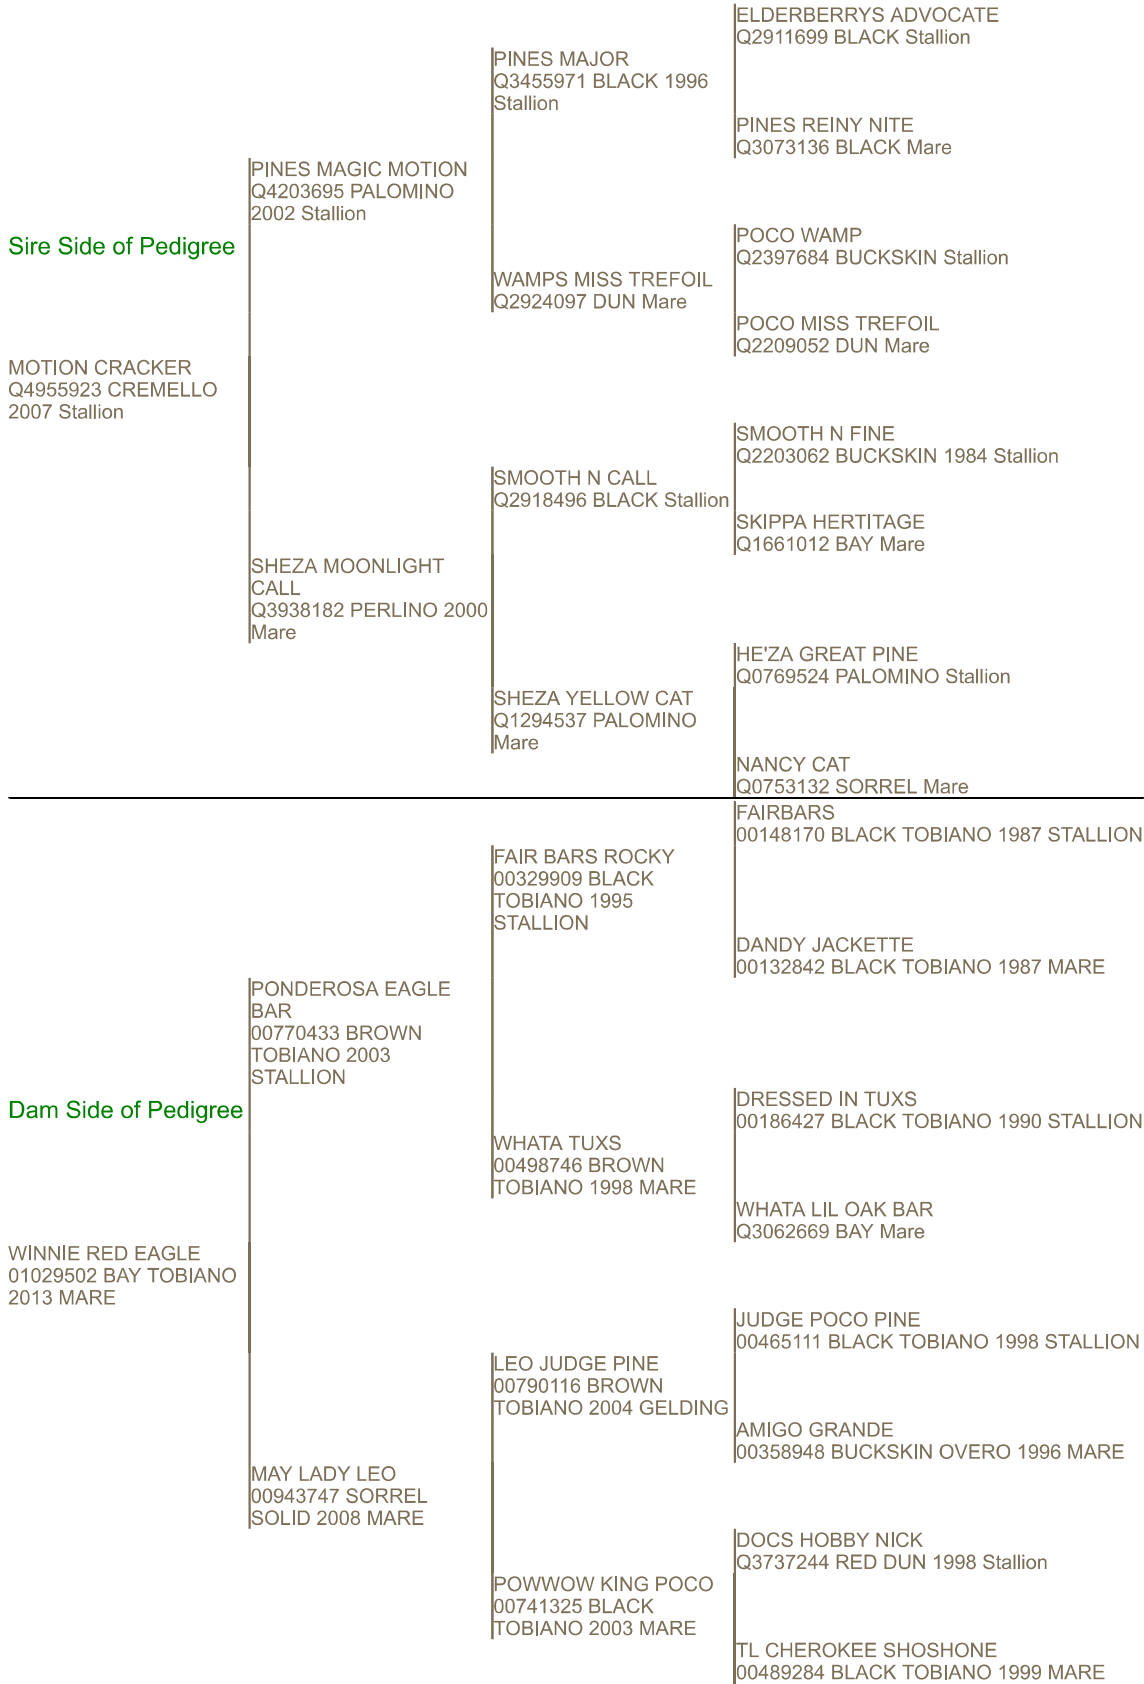 ELDERBERRYS ADVOCATE
Q2911699 BLACK Stallion
PINES MAJOR
Q3455971 BLACK 1996
Stallion
PINES REINY NITE
Q3073136 BLACK Mare
PINES MAGIC MOTION
Q4203695 PALOMINO
2002 Stallion
Sire Side of Pedigree
POCO WAMP
Q2397684 BUCKSKIN Stallion
WAMPS MISS TREFOIL
Q2924097 DUN Mare
POCO MISS TREFOIL
Q2209052 DUN Mare
MOTION CRACKER
Q4955923 CREMELLO
2007 Stallion
SMOOTH N FINE
Q2203062 BUCKSKIN 1984 Stallion
SMOOTH N CALL
Q2918496 BLACK Stallion
SKIPPA HERTITAGE
Q1661012 BAY Mare
SHEZA MOONLIGHT
CALL
Q3938182 PERLINO 2000
Mare
HE'ZA GREAT PINE
Q0769524 PALOMINO Stallion
SHEZA YELLOW CAT
Q1294537 PALOMINO
Mare
NANCY CAT
Q0753132 SORREL Mare
FAIRBARS
00148170 BLACK TOBIANO 1987 STALLION
FAIR BARS ROCKY
00329909 BLACK
TOBIANO 1995
STALLION
DANDY JACKETTE
00132842 BLACK TOBIANO 1987 MARE
PONDEROSA EAGLE
BAR
00770433 BROWN
TOBIANO 2003
STALLION
Dam Side of Pedigree
DRESSED IN TUXS
00186427 BLACK TOBIANO 1990 STALLION
WHATA TUXS
00498746 BROWN
TOBIANO 1998 MARE
WHATA LIL OAK BAR
Q3062669 BAY Mare
WINNIE RED EAGLE
01029502 BAY TOBIANO
2013 MARE
JUDGE POCO PINE
00465111 BLACK TOBIANO 1998 STALLION
LEO JUDGE PINE
00790116 BROWN
TOBIANO 2004 GELDING
AMIGO GRANDE
00358948 BUCKSKIN OVERO 1996 MARE
MAY LADY LEO
00943747 SORREL
SOLID 2008 MARE
DOCS HOBBY NICK
Q3737244 RED DUN 1998 Stallion
POWWOW KING POCO
00741325 BLACK
TOBIANO 2003 MARE
TL CHEROKEE SHOSHONE
00489284 BLACK TOBIANO 1999 MARE